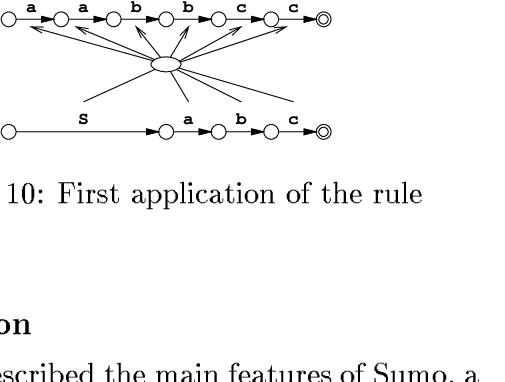 a a b b c c
S a b c
10: First application of the rule
on
escribed the main features of Sumo, a